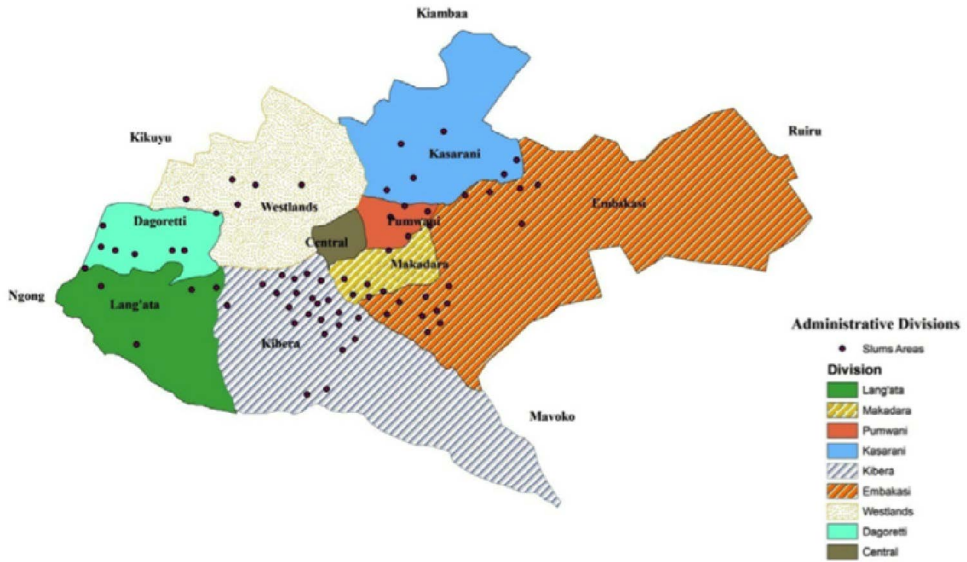 Kiambaa
Kikuyu
Ruiru
Kasarani
Westlands
Embakasi
Dagoretti
Pumwani
Central
Makadara
Ngong
Lang'ata
Kibera
Mavoko
Administrative Divisions
Slums Areas
Division
Lang'ata
Makadara
Pumwani
Kasarani
Kibera
Embakasi
Westlands
Dagoretti
Central